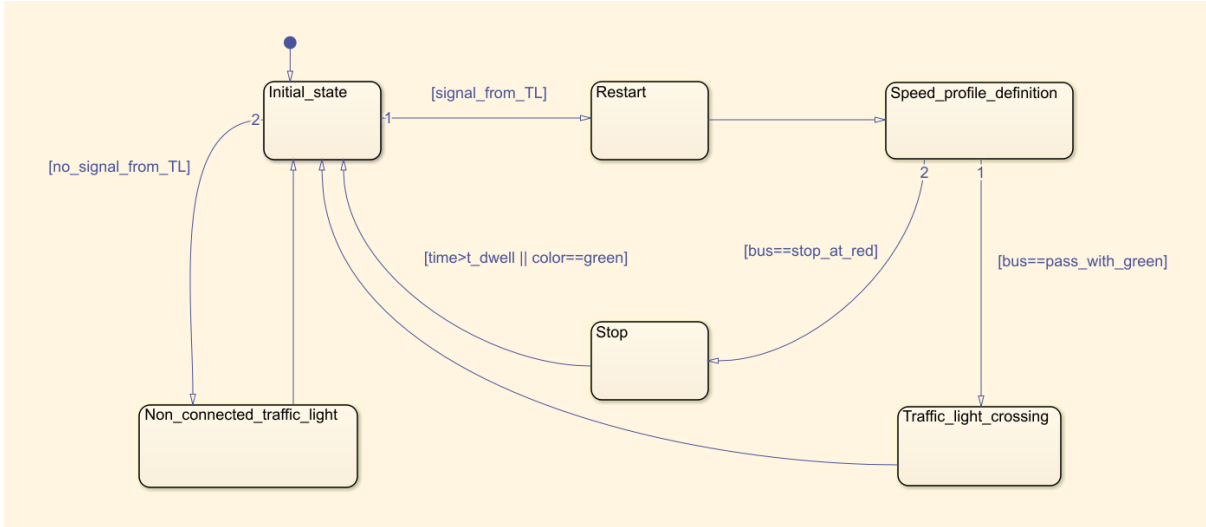 Initial_state
[signal_from_TL]
Restart
Speed_profile_definition
2
1
[no_signal_from_TL]
2
1
[time>t_dwell || color==green]
[bus==stop_at_red]
[bus==pass_with_green]
Stop
Non_connected_traffic_light
Traffic_light_crossing